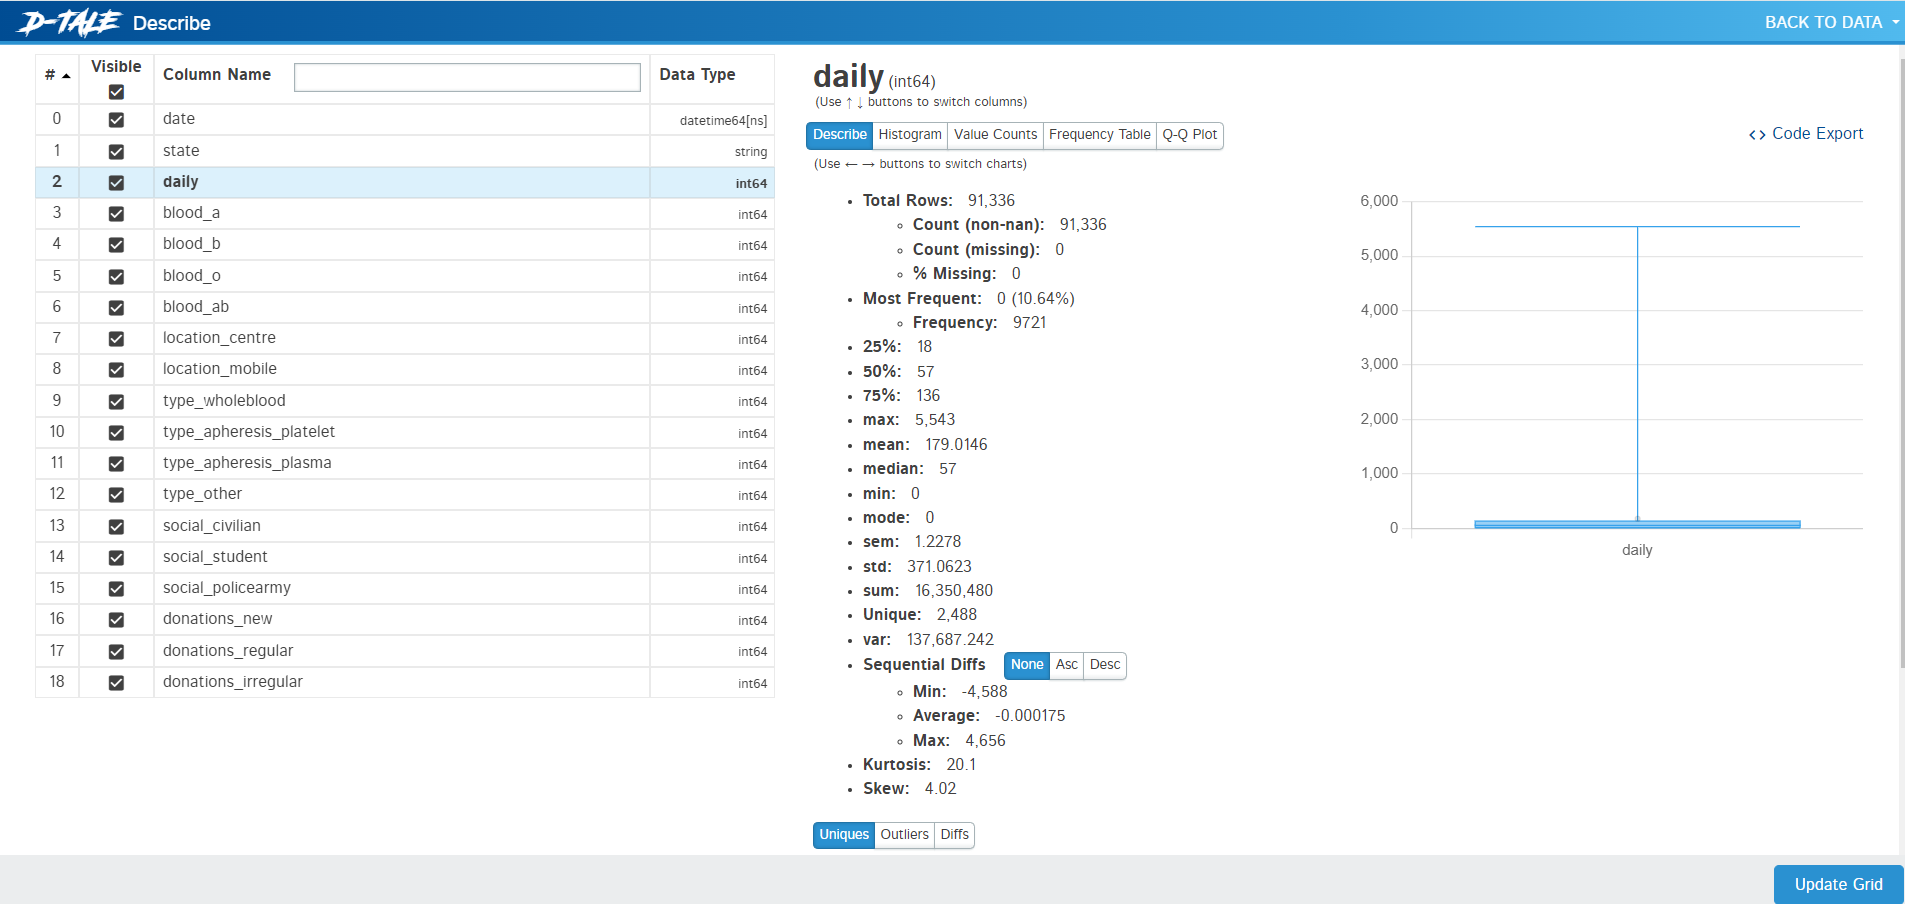 D-TALE Describe
BACK TO DATA
# Visible Column Name Data Type
0 date datetime64[ns]
1 state string
2 daily int64
3 blood_a int64
4 blood_b int64
5 blood_o int64
6 blood_ab int64
7 location_centre int64
8 location_mobile int64
9 type_wholeblood int64
10 type_apheresis_platelet int64
11 type_apheresis_plasma int64
12 type_other int64
13 social_civilian int64
14 social_student int64
15 social_policearmy int64
16 donations_new int64
17 donations_regular int64
18 donations_irregular int64
daily (int64)
(Use ↑ ↓ buttons to switch columns)
Describe Histogram Value Counts Frequency Table Q-Q Plot
<> Code Export
(Use ← → buttons to switch charts)
Total Rows: 91,336
Count (non-nan): 91,336
Count (missing): 0
% Missing: 0
Most Frequent: 0 (10.64%)
Frequency: 9721
25%: 18
50%: 57
75%: 136
max: 5,543
mean: 179.0146
median: 57
min: 0
mode: 0
sem: 1.2278
std: 371.0623
sum: 16,350,480
Unique: 2,488
var: 137,687.242
Sequential Diffs None Asc Desc
Min: -4,588
Average: -0.000175
Max: 4,656
Kurtosis: 20.1
Skew: 4.02
Uniques Outliers Diffs
6,000
5,000
4,000
3,000
2,000
1,000
0
daily
Update Grid